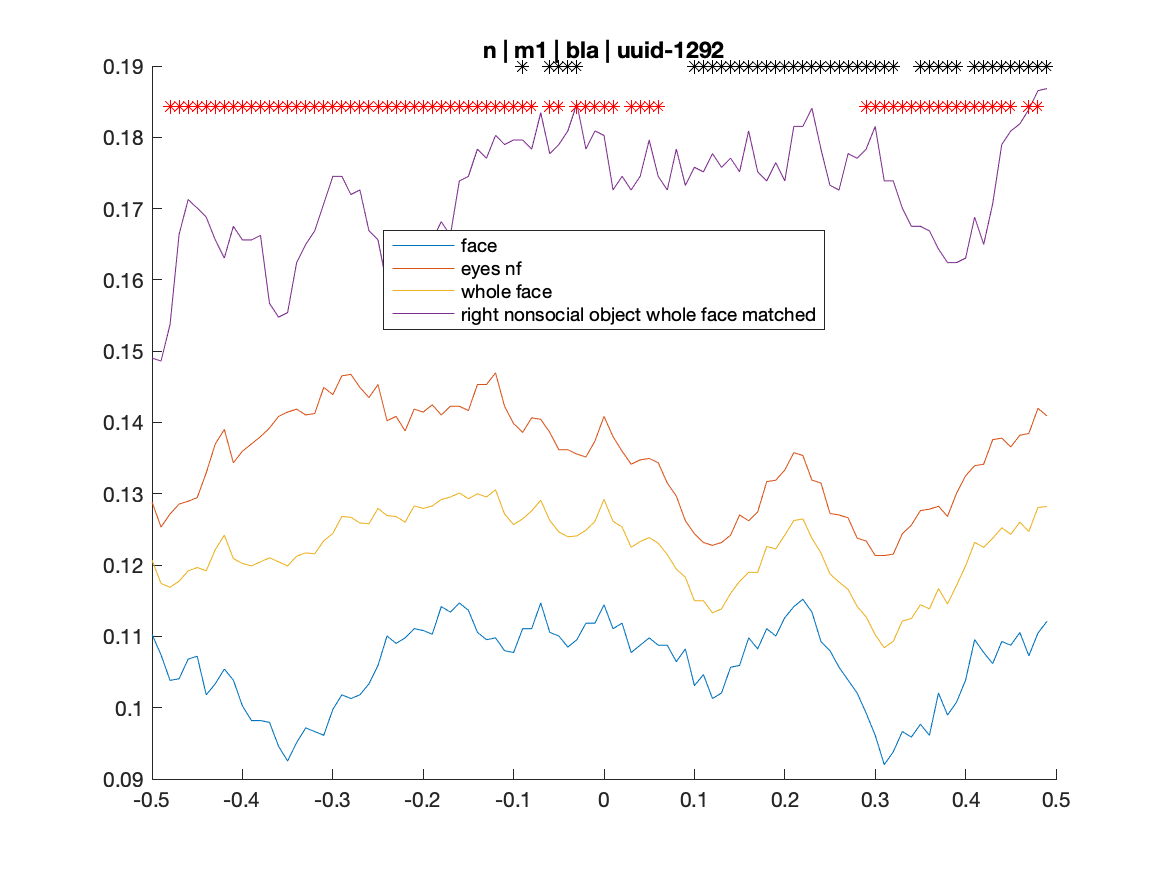 n | m1 | bla | uuid-1292
0.19
0.18
0.17
0.16
0.15
0.14
0.13
0.12
0.11
0.1
0.09
face
eyes nf
whole face
right nonsocial object whole face matched
-0.5 -0.4 -0.3 -0.2 -0.1 0 0.1 0.2 0.3 0.4 0.5